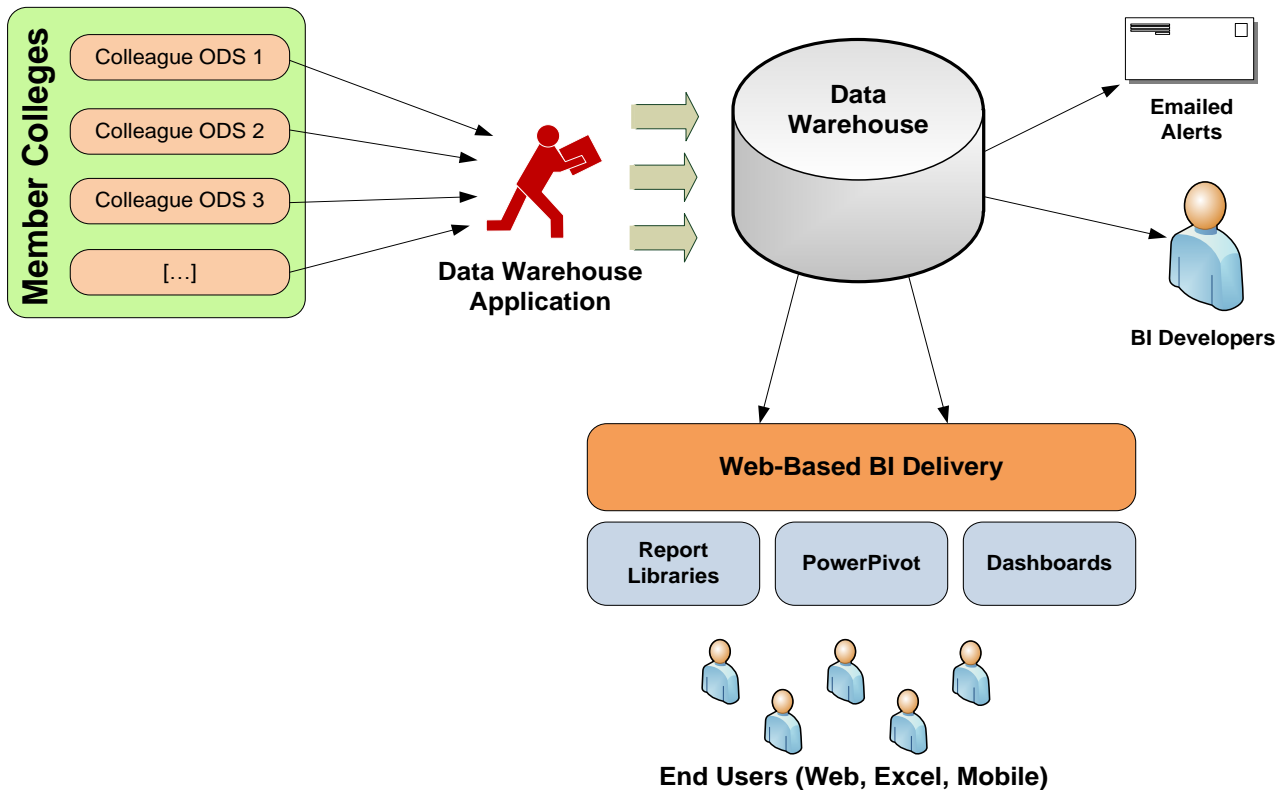 Member Colleges
Colleague ODS 1
Colleague ODS 2
Colleague ODS 3
[…]
Data Warehouse
Application
Data
Warehouse
Emailed
Alerts
BI Developers
Web-Based BI Delivery
Report
Libraries
PowerPivot
Dashboards
End Users (Web, Excel, Mobile)